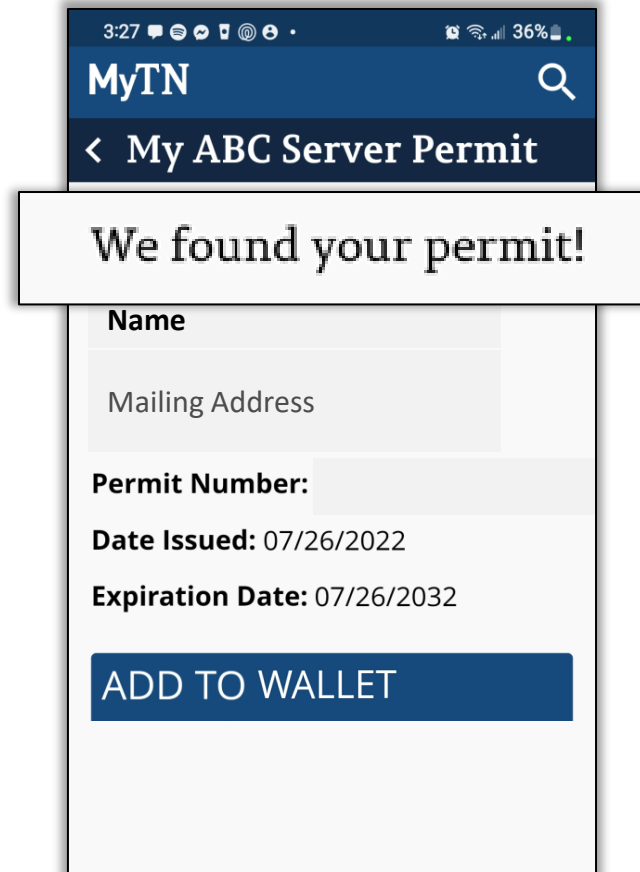 3:27 36%
MyTN
< My ABC Server Permit
We found your permit!
Name
Mailing Address
Permit Number:
Date Issued: 07/26/2022
Expiration Date: 07/26/2032
ADD TO WALLET